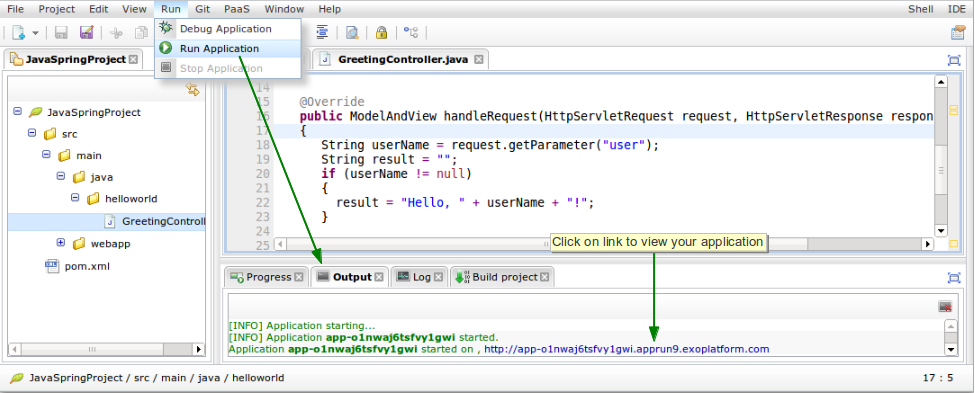 File Project Edit View Run Git PaaS Window Help Shell IDE
Debug Application
Run Application
Stop Application
JavaSpringProject
GreetingController.java
JavaSpringProject
src
main
java
helloworld
GreetingControll
webapp
pom.xml
14
15 @Override
16 public ModelAndView handleRequest(HttpServletRequest request, HttpServletResponse respon
17 {
18 String userName = request.getParameter("user");
19 String result = "";
20 if (userName != null)
21 {
22 result = "Hello, " + userName + "!";
23 }
24
25
Click on link to view your application
Progress Output Log Build project
[INFO] Application starting...
[INFO] Application app-o1nwaj6tsfvy1gwi started.
Application app-o1nwaj6tsfvy1gwi started on , http://app-o1nwaj6tsfvy1gwi.apprun9.exoplatform.com
JavaSpringProject / src / main / java / helloworld 17 : 5